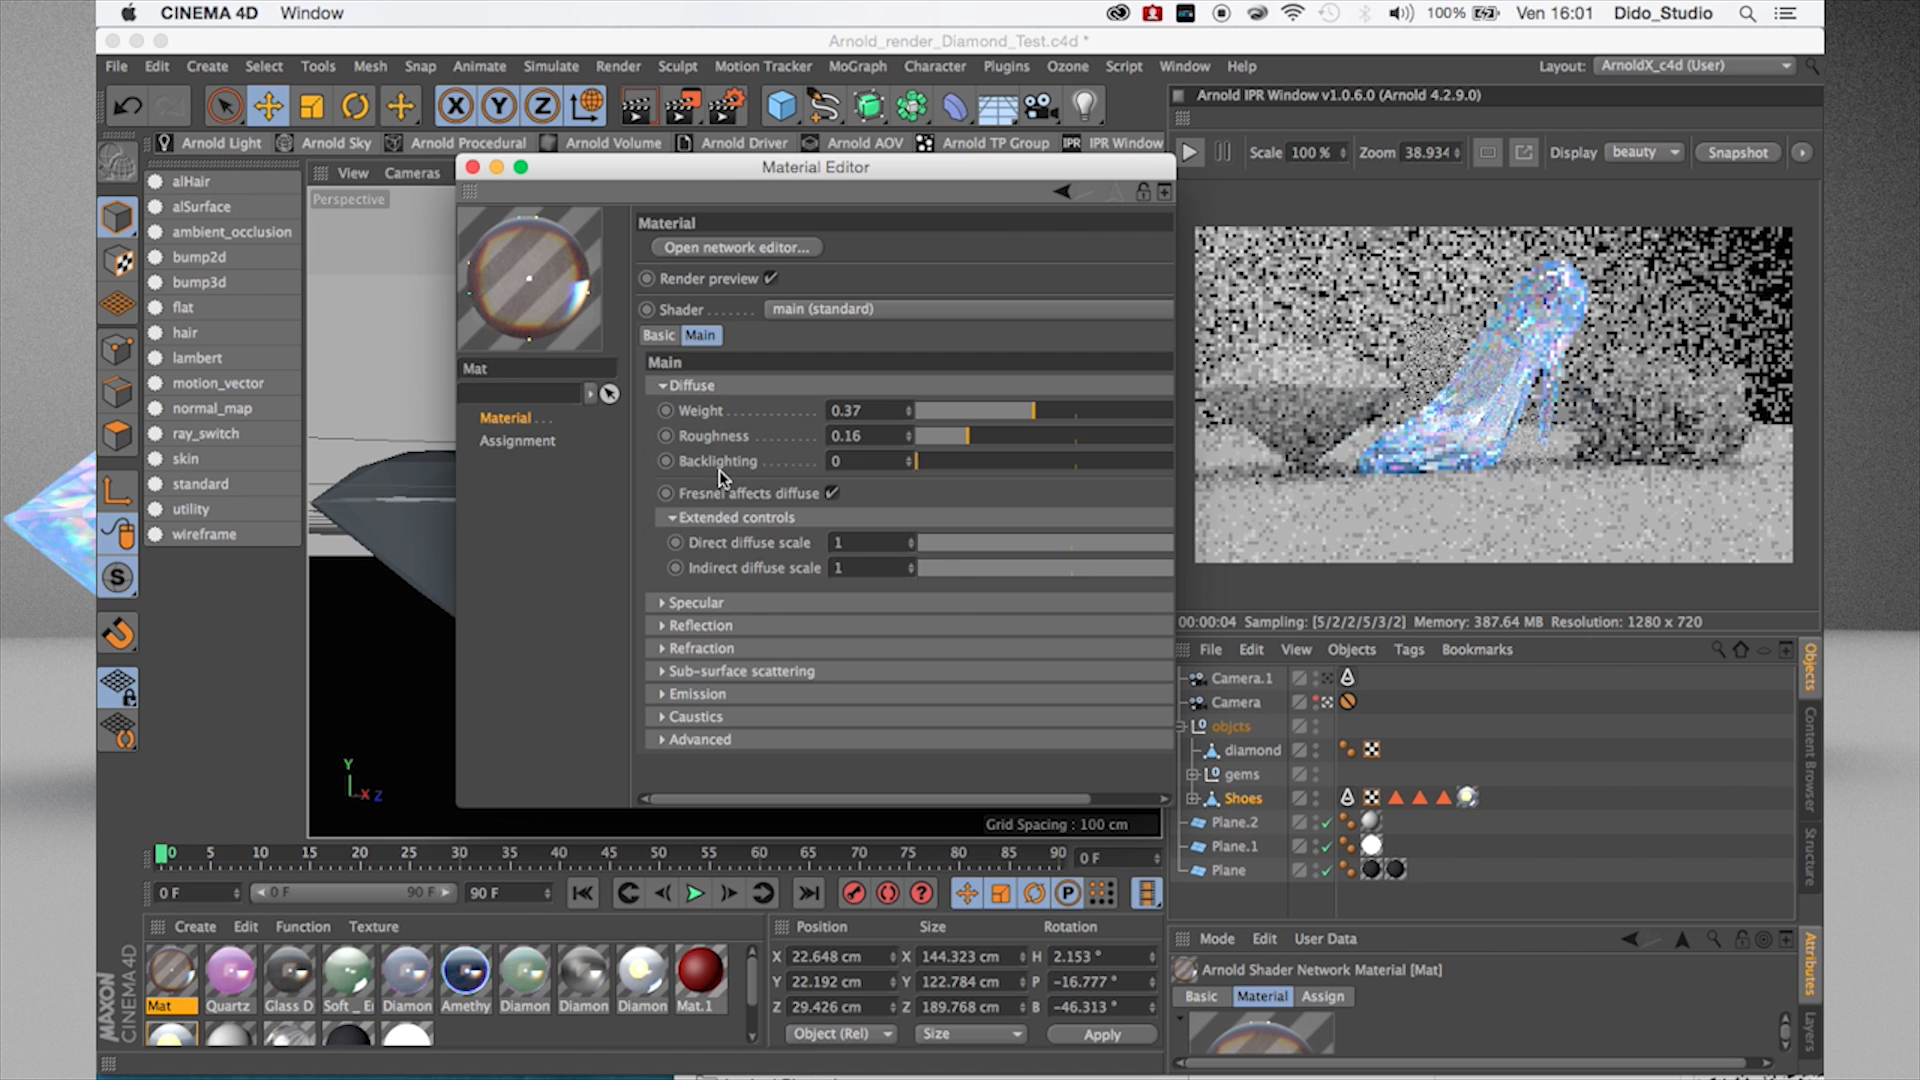 CINEMA 4D Window
100% Ven 16:01 Dido_Studio
Arnold_render_Diamond_Test.c4d *
File Edit Create Select Tools Mesh Snap Animate Simulate Render Sculpt Motion Tracker MoGraph Character Plugins Ozone Script Window Help Layout: ArnoldX_c4d (User)
X Y Z
Arnold IPR Window v1.0.6.0 (Arnold 4.2.9.0)
Arnold Light Arnold Sky Arnold Procedural Arnold Volume Arnold Driver Arnold AOV Arnold TP Group IPR IPR Window
Scale 100 % Zoom 38.934 Display beauty Snapshot
View Cameras
Perspective
alHair
alSurface
ambient_occlusion
bump2d
bump3d
flat
hair
lambert
motion_vector
normal_map
ray_switch
skin
standard
utility
wireframe
S
Material Editor
Mat
Material . . .
Assignment
Material
Open network editor...
Render preview
Shader . . . . . . . main (standard)
Basic Main
Main
Diffuse
Weight . . . . . . . . . . . . 0.37
Roughness . . . . . . . . 0.16
Backlighting . . . . . . . 0
Fresnel affects diffuse
Extended controls
Direct diffuse scale 1
Indirect diffuse scale 1
Specular
Reflection
Refraction
Sub-surface scattering
Emission
Caustics
Advanced
Y
X Z
Grid Spacing : 100 cm
00:00:04 Sampling: [5/2/2/5/3/2] Memory: 387.64 MB Resolution: 1280 x 720
File Edit View Objects Tags Bookmarks
Camera.1
Camera
objcts
diamond
gems
Shoes
Plane.2
Plane.1
Plane
Objects
Content Browser
Structure
0 5 10 15 20 25 30 35 40 45 50 55 60 65 70 75 80 85 90 0 F
0 F 0 F 90 F 90 F
P
Create Edit Function Texture
Mat Quartz Glass D Soft _ El Diamon Amethy Diamon Diamon Diamon Mat.1
MAXON
CINEMA 4D
Position Size Rotation
X 22.648 cm X 144.323 cm H 2.153 °
Y 22.192 cm Y 122.784 cm P -16.777 °
Z 29.426 cm Z 189.768 cm B -46.313 °
Object (Rel) Size Apply
Mode Edit User Data
Arnold Shader Network Material [Mat]
Basic Material Assign
Attributes
Layers